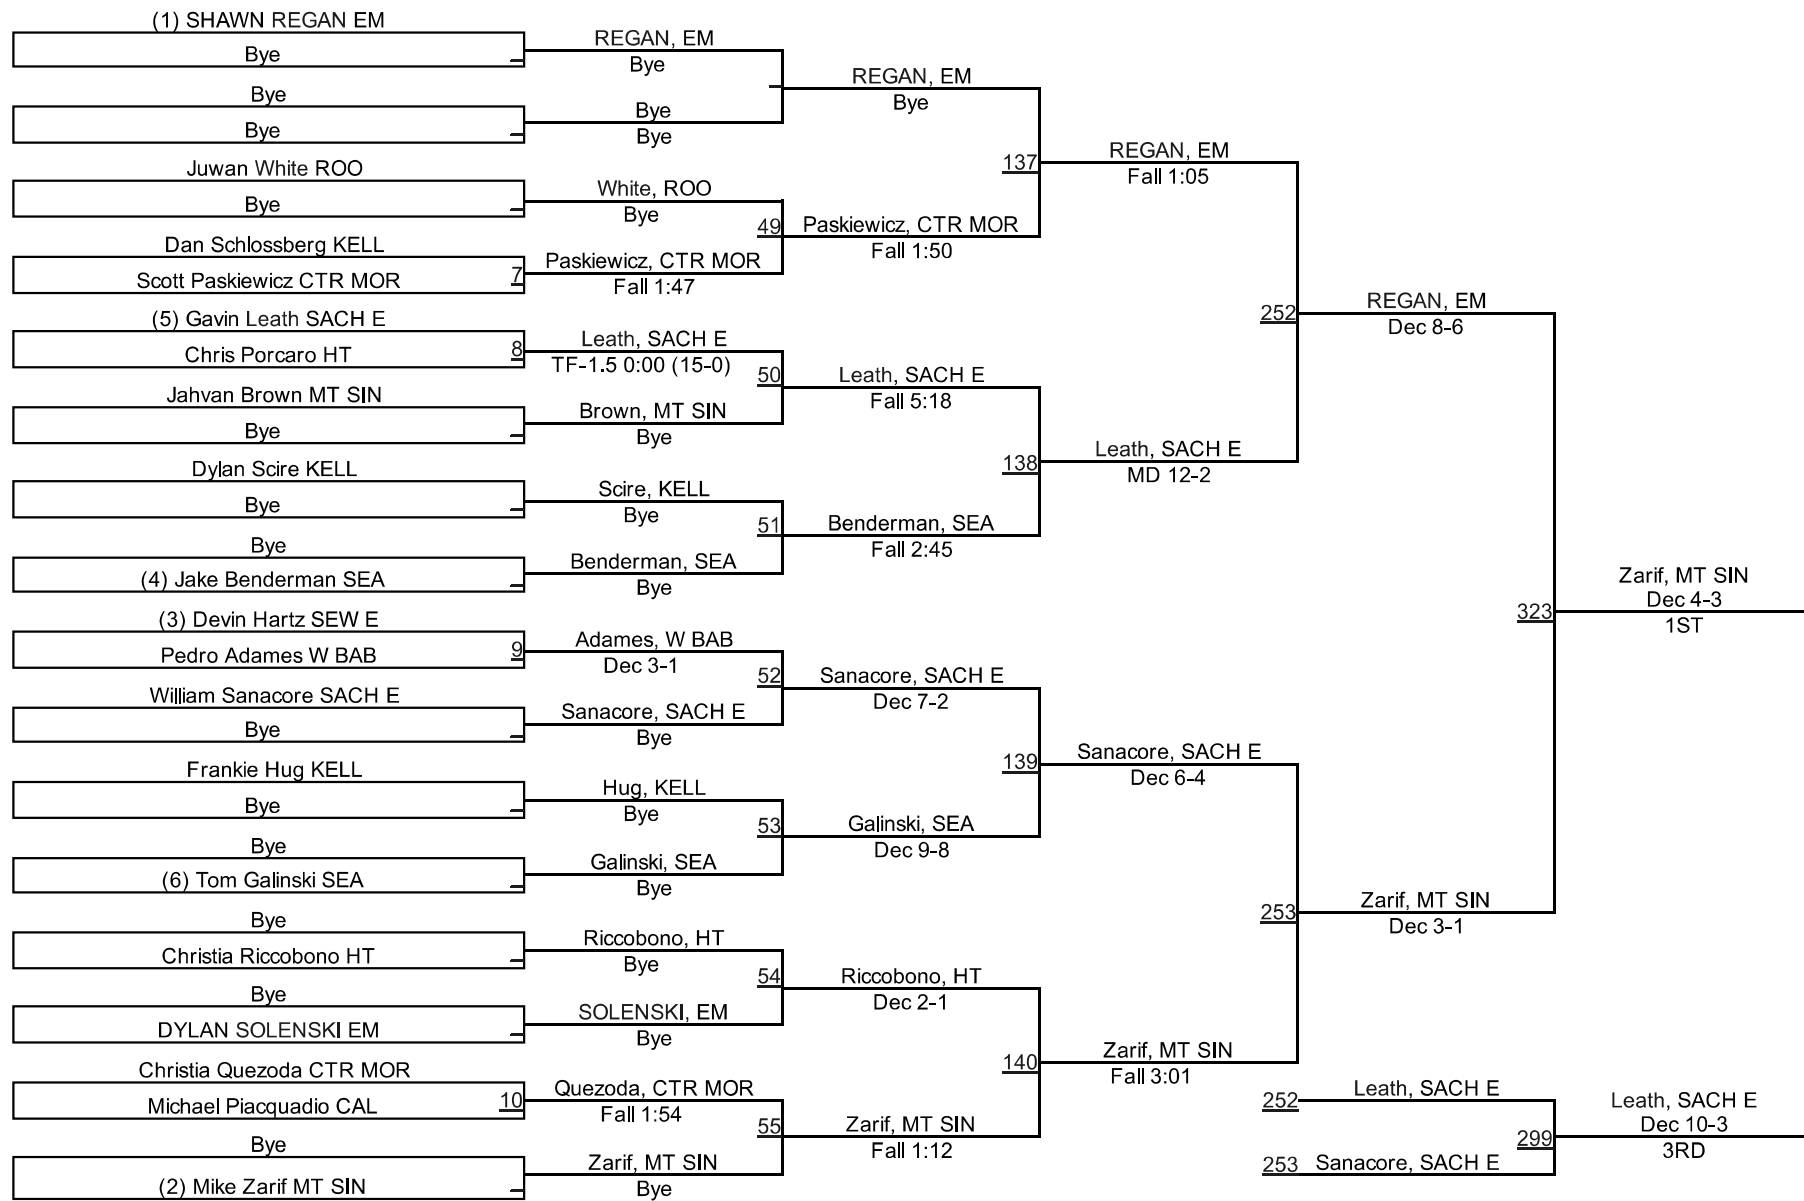 (1) SHAWN REGAN EM
Bye
Bye
Bye
Juwan White ROO
Bye
Dan Schlossberg KELL
Scott Paskiewicz CTR MOR
7
(5) Gavin Leath SACH E
Chris Porcaro HT
8
Jahvan Brown MT SIN
Bye
Dylan Scire KELL
Bye
Bye
(4) Jake Benderman SEA
(3) Devin Hartz SEW E
Pedro Adames W BAB
9
William Sanacore SACH E
Bye
Frankie Hug KELL
Bye
Bye
(6) Tom Galinski SEA
Bye
Christia Riccobono HT
Bye
DYLAN SOLENSKI EM
Christia Quezoda CTR MOR
Michael Piacquadio CAL
10
Bye
(2) Mike Zarif MT SIN
REGAN, EM
Bye
Bye
Bye
White, ROO
Bye
49
Paskiewicz, CTR MOR
Fall 1:47
Leath, SACH E
TF-1.5 0:00 (15-0)
50
Brown, MT SIN
Bye
Scire, KELL
Bye
51
Benderman, SEA
Bye
Adames, W BAB
Dec 3-1
52
Sanacore, SACH E
Bye
Hug, KELL
Bye
53
Galinski, SEA
Bye
Riccobono, HT
Bye
54
SOLENSKI, EM
Bye
Quezoda, CTR MOR
Fall 1:54
55
Zarif, MT SIN
Bye
REGAN, EM
Bye
137
Paskiewicz, CTR MOR
Fall 1:50
Leath, SACH E
Fall 5:18
138
Benderman, SEA
Fall 2:45
Sanacore, SACH E
Dec 7-2
139
Galinski, SEA
Dec 9-8
Riccobono, HT
Dec 2-1
140
Zarif, MT SIN
Fall 1:12
REGAN, EM
Fall 1:05
252
Leath, SACH E
MD 12-2
Sanacore, SACH E
Dec 6-4
253
Zarif, MT SIN
Fall 3:01
REGAN, EM
Dec 8-6
323
Zarif, MT SIN
Dec 3-1
Zarif, MT SIN
Dec 4-3
1ST
252
Leath, SACH E
299
253
Sanacore, SACH E
Leath, SACH E
Dec 10-3
3RD